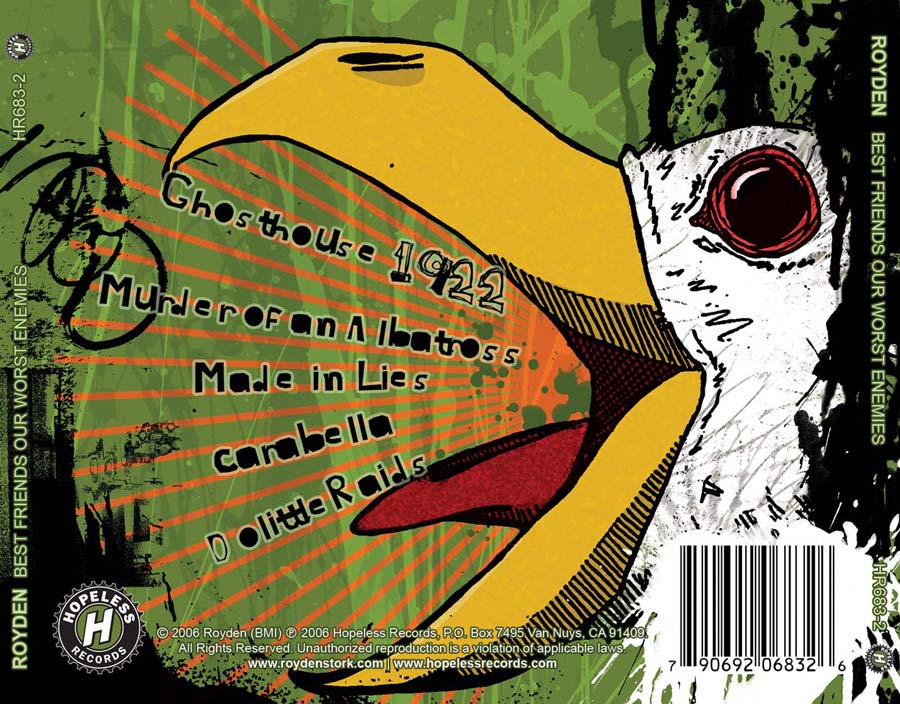 HR683-2
ROYDEN BEST FRIENDS OUR WORST ENEMIES
Ghosthouse 1922
Murder of an Albatross
Made in Lies
carabella
Dolittle Raids
HOPELESS
H
RECORDS
© 2006 Royden (BMI) ℗ 2006 Hopeless Records, P.O. Box 7495 Van Nuys, CA 91409.
All Rights Reserved. Unauthorized reproduction is a violation of applicable laws.
www.roydenstork.com | www.hopelessrecords.com
7 90692 06832 6
ROYDEN BEST FRIENDS OUR WORST ENEMIES
HR683-2